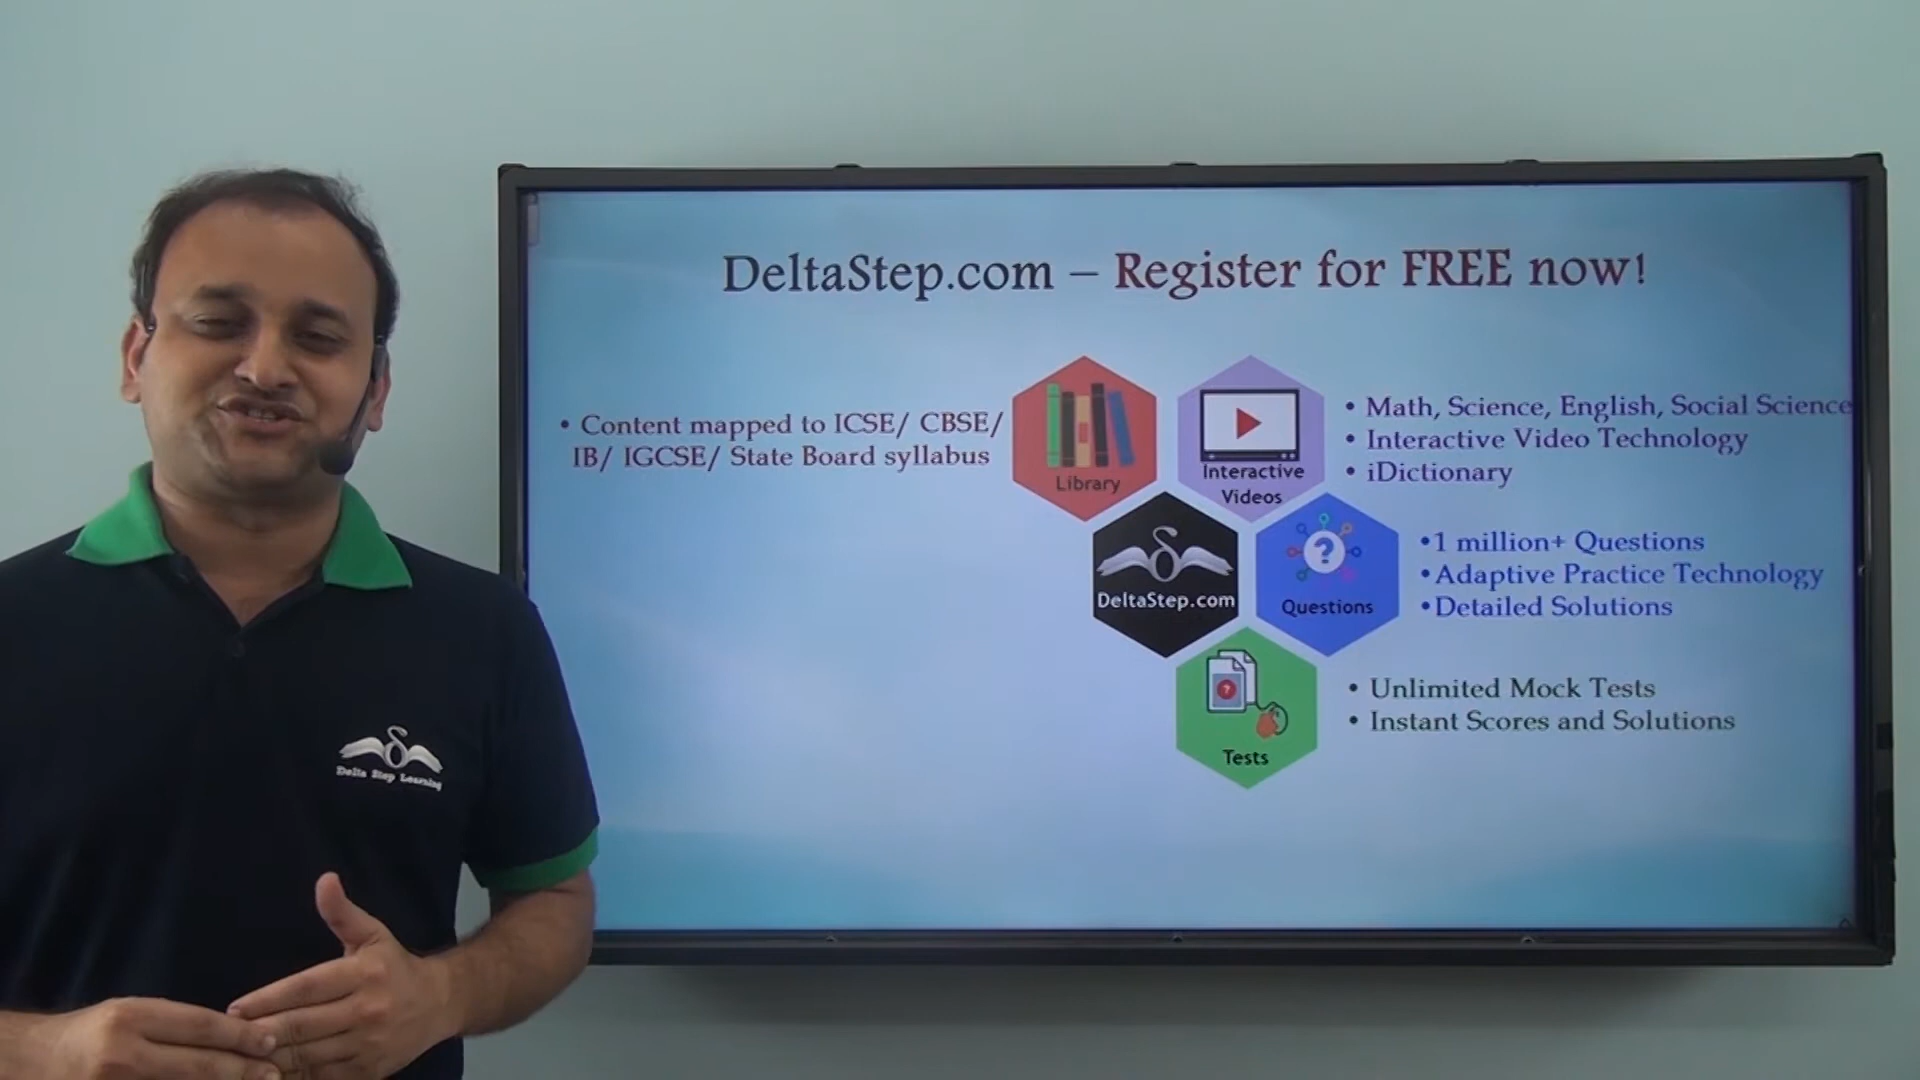 DeltaStep.com – Register for FREE now!
• Content mapped to ICSE/ CBSE/
IB/ IGCSE/ State Board syllabus
Library
Interactive
Videos
• Math, Science, English, Social Science
• Interactive Video Technology
• iDictionary
δ
DeltaStep.com
?
Questions
•1 million+ Questions
•Adaptive Practice Technology
•Detailed Solutions
?
Tests
• Unlimited Mock Tests
• Instant Scores and Solutions
δ
Delta Step Learning